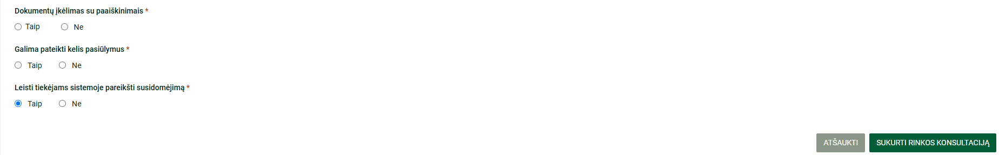 Dokumentų įkėlimas su paaiškinimais *
Taip Ne
Galima pateikti kelis pasiūlymus *
Taip Ne
Leisti tiekėjams sistemoje pareikšti susidomėjimą *
Taip Ne
ATŠAUKTI SUKURTI RINKOS KONSULTACIJĄ